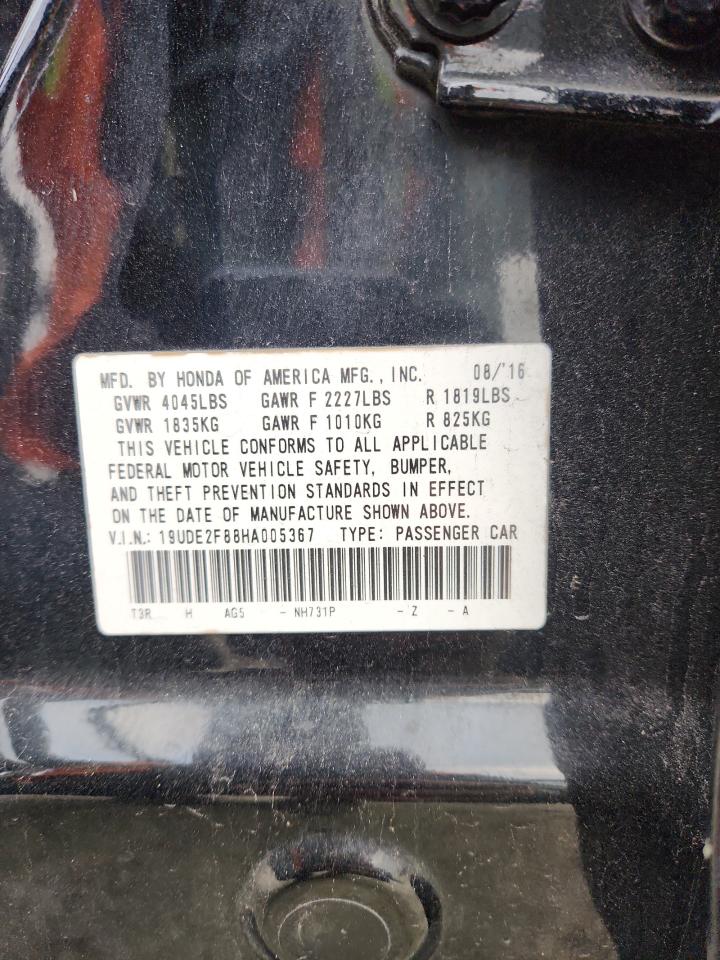 MFD. BY HONDA OF AMERICA MFG., INC. 08/'16
GVWR 4045LBS GAWR F 2227LBS R 1819LBS
GVWR 1835KG GAWR F 1010KG R 825KG
THIS VEHICLE CONFORMS TO ALL APPLICABLE
FEDERAL MOTOR VEHICLE SAFETY, BUMPER,
AND THEFT PREVENTION STANDARDS IN EFFECT
ON THE DATE OF MANUFACTURE SHOWN ABOVE.
V.I.N.: 19UDE2F88HA005367 TYPE: PASSENGER CAR
T3R H AG5 - NH731P - Z - A